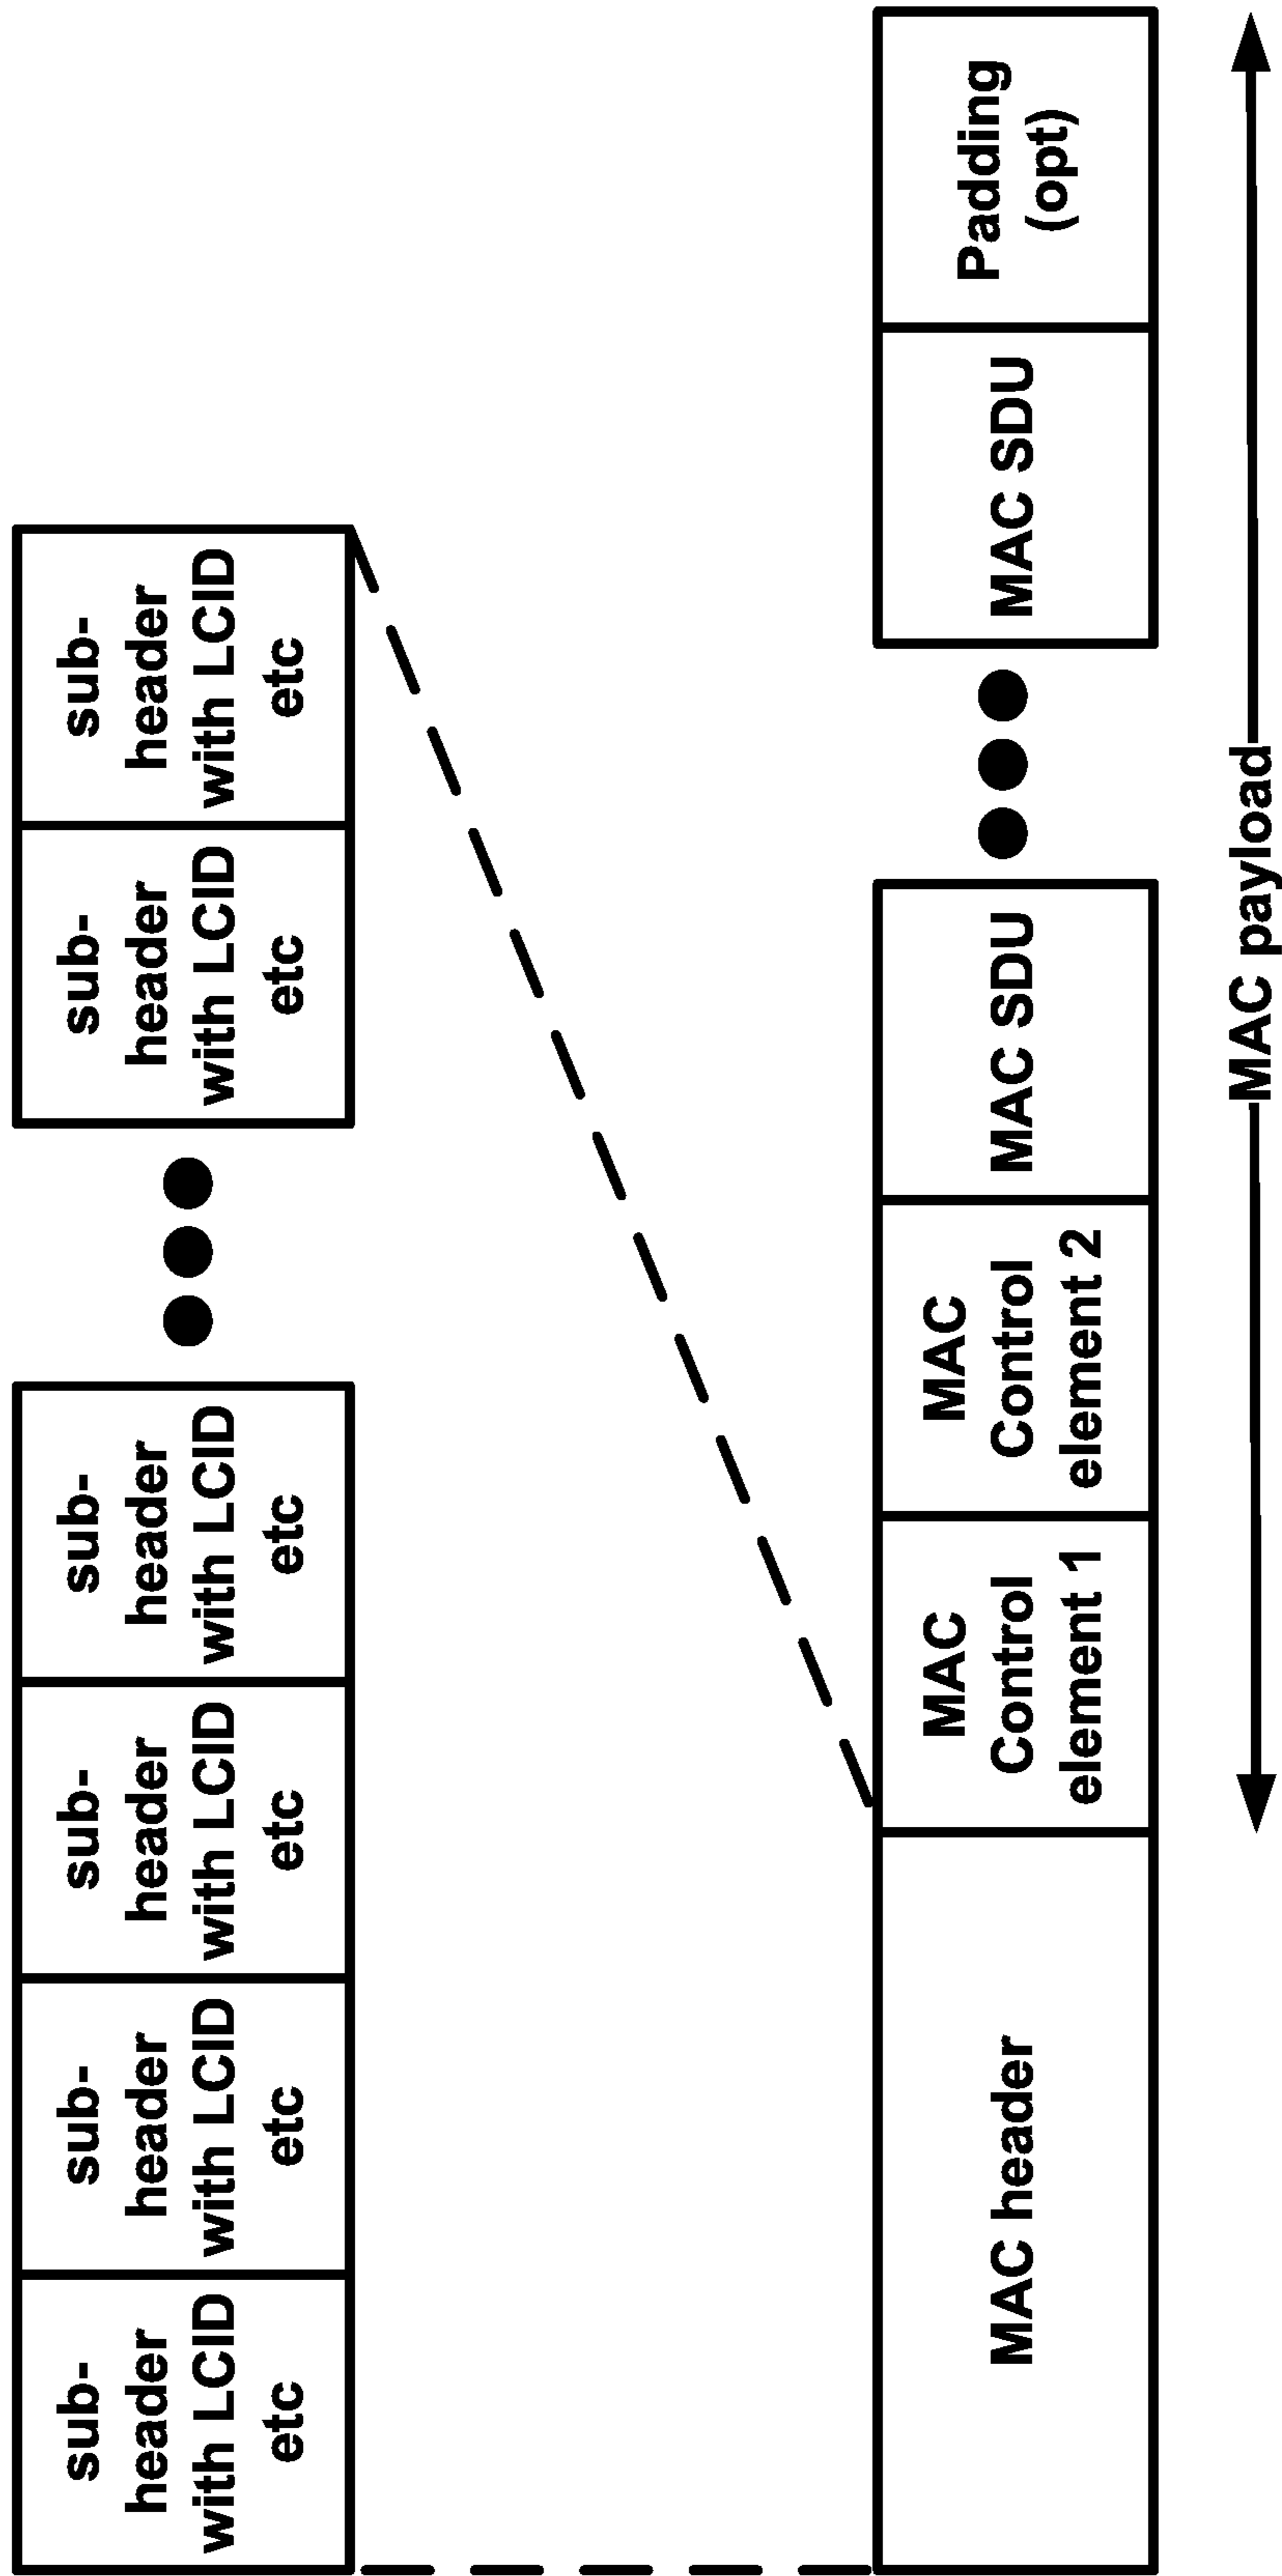 sub-
header
with LCID
etc
sub-
header
with LCID
etc
sub-
header
with LCID
etc
sub-
header
with LCID
etc
sub-
header
with LCID
etc
sub-
header
with LCID
etc
MAC header
MAC
Control
element 1
MAC
Control
element 2
MAC SDU
MAC SDU
Padding
(opt)
MAC payload